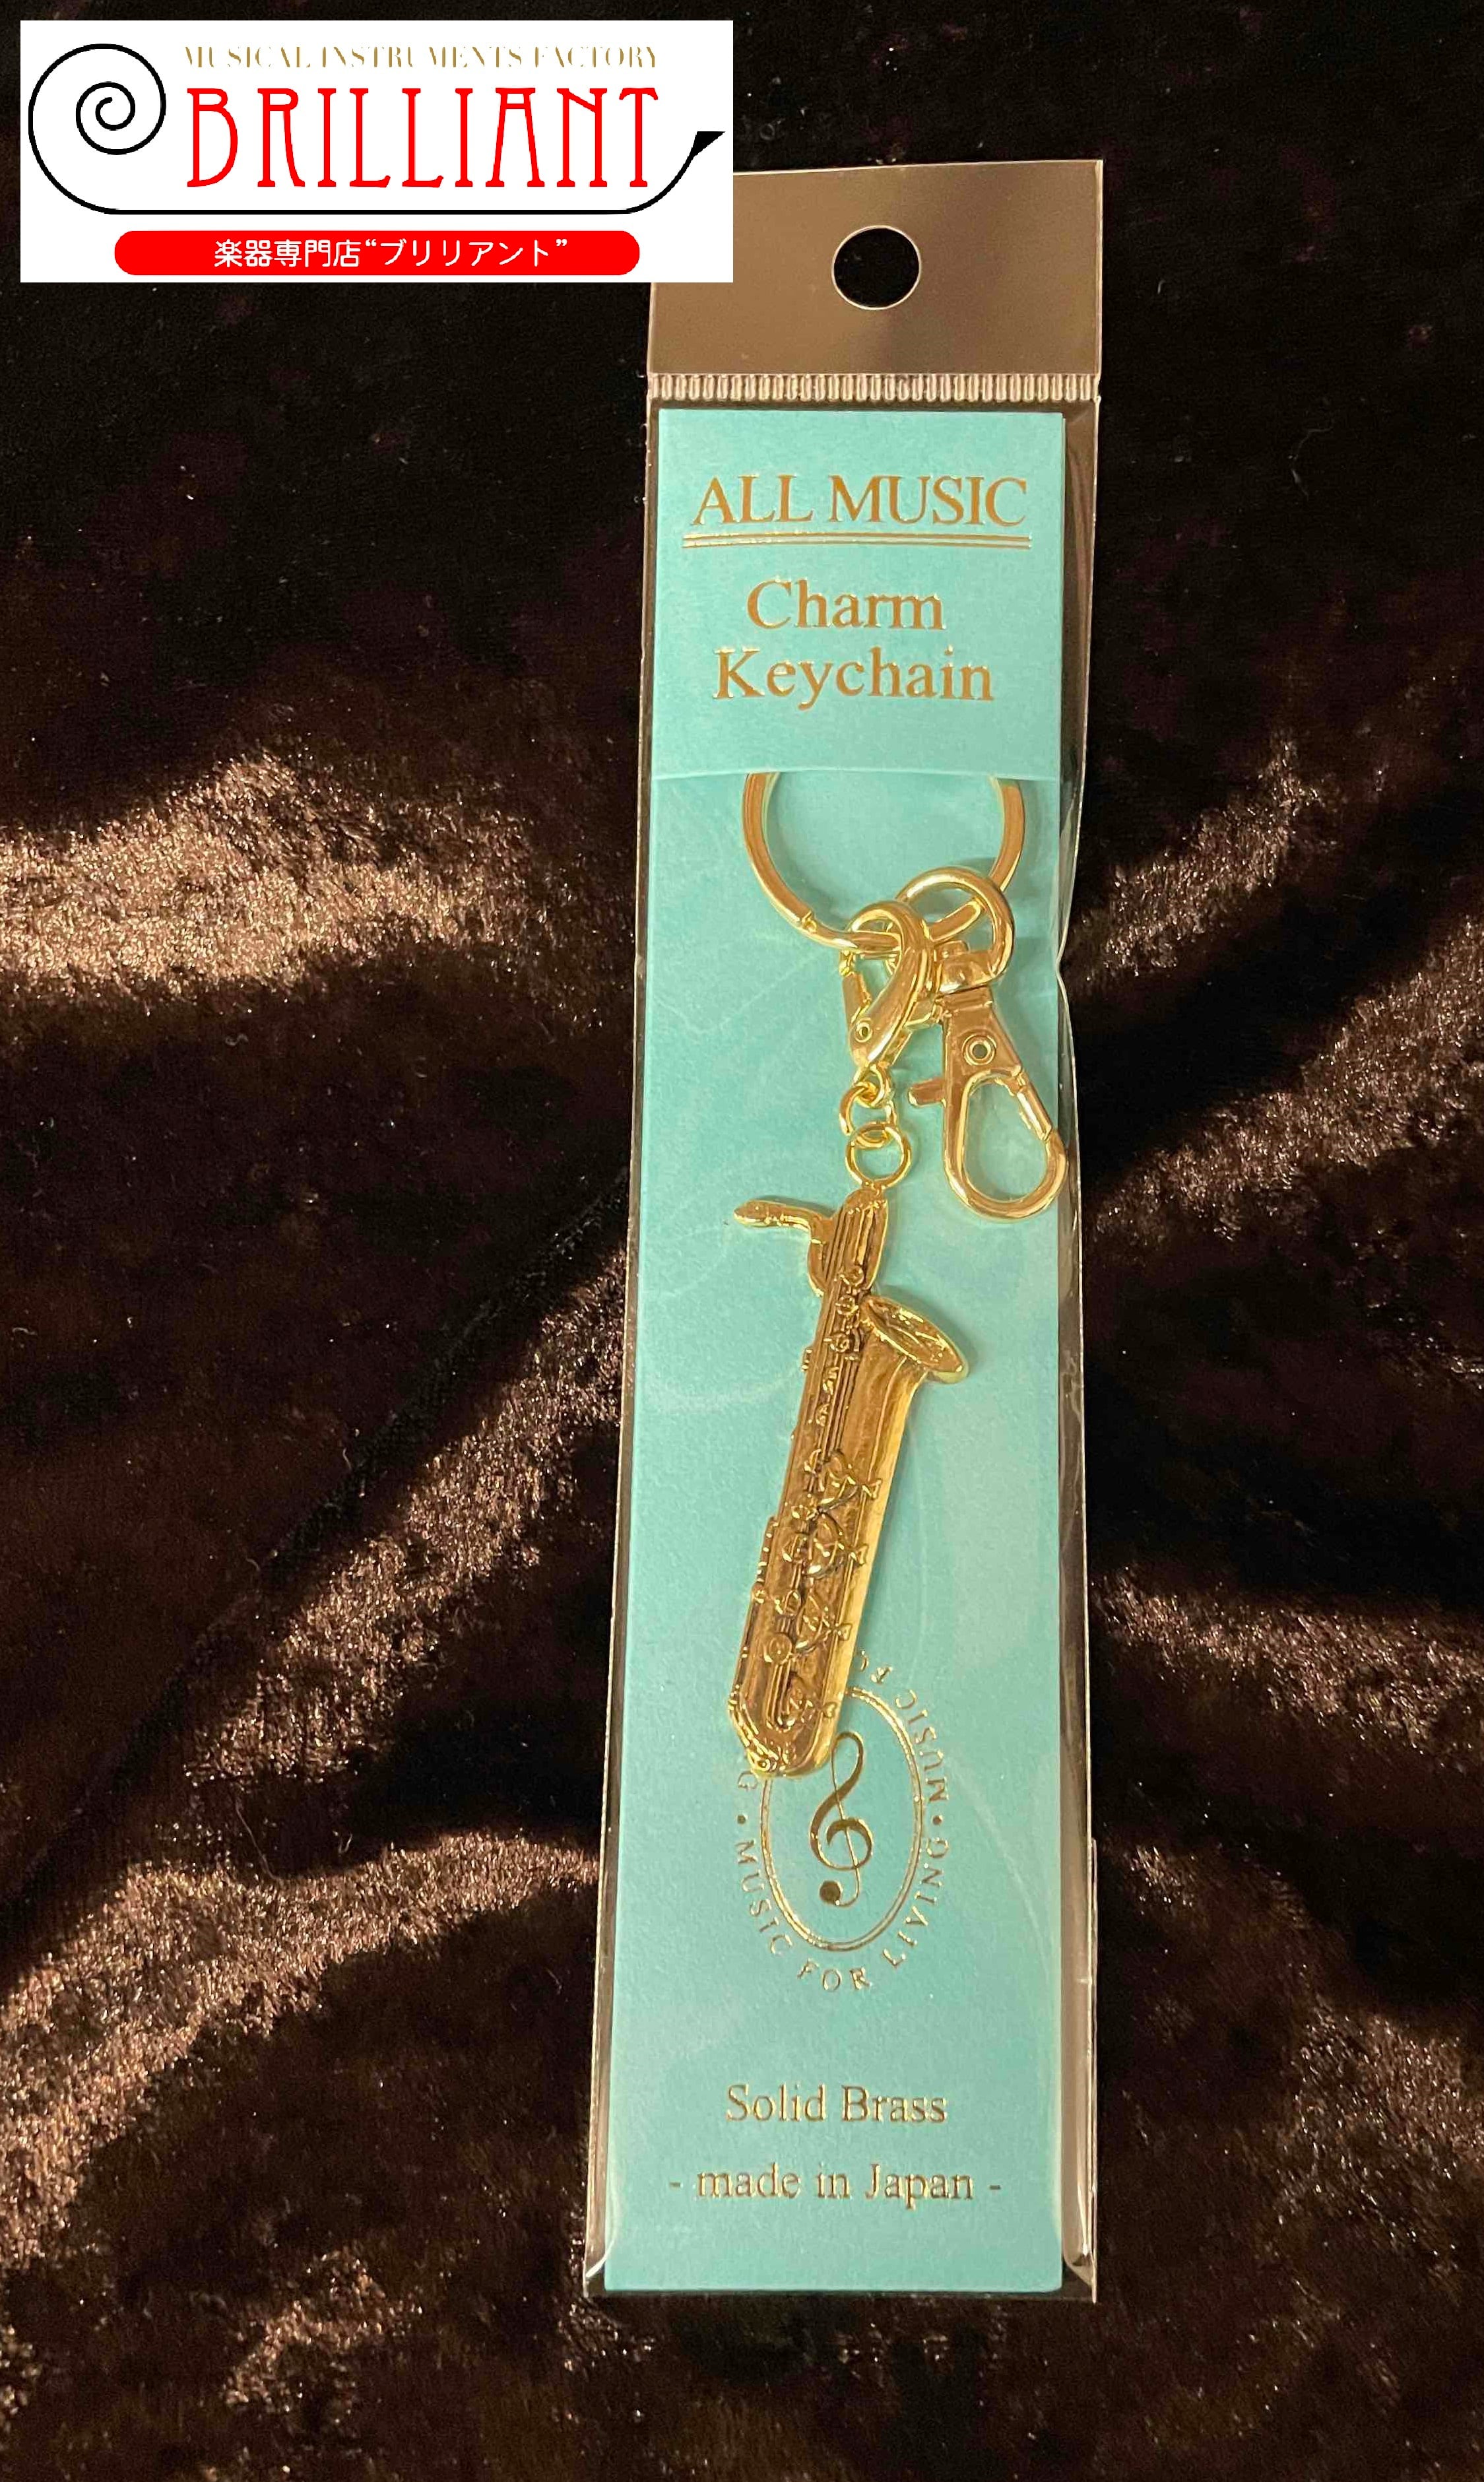 MUSICAL INSTRUMENTS FACTORY
BRILLIANT
楽器専門店“ブリリアント”
ALL MUSIC
Charm
Keychain
MUSIC FOR LIVING • MUSIC
Solid Brass
- made in Japan -